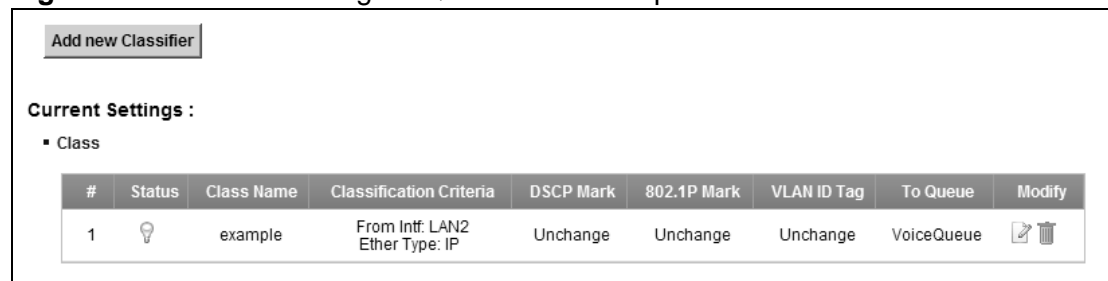 Add new Classifier
Current Settings :
▪ Class
# Status Class Name Classification Criteria DSCP Mark 802.1P Mark VLAN ID Tag To Queue Modify
1 example From Intf: LAN2 Unchange Unchange Unchange VoiceQueue
Ether Type: IP